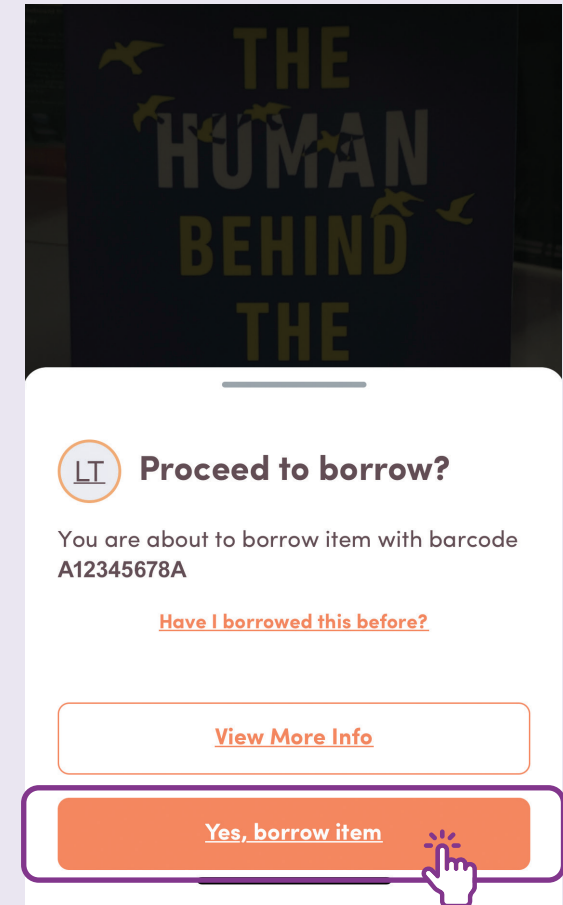 THE
HUMAN
BEHIND
THE
LT
Proceed to borrow?
You are about to borrow item with barcode
A12345678A
Have I borrowed this before?
View More Info
Yes, borrow item